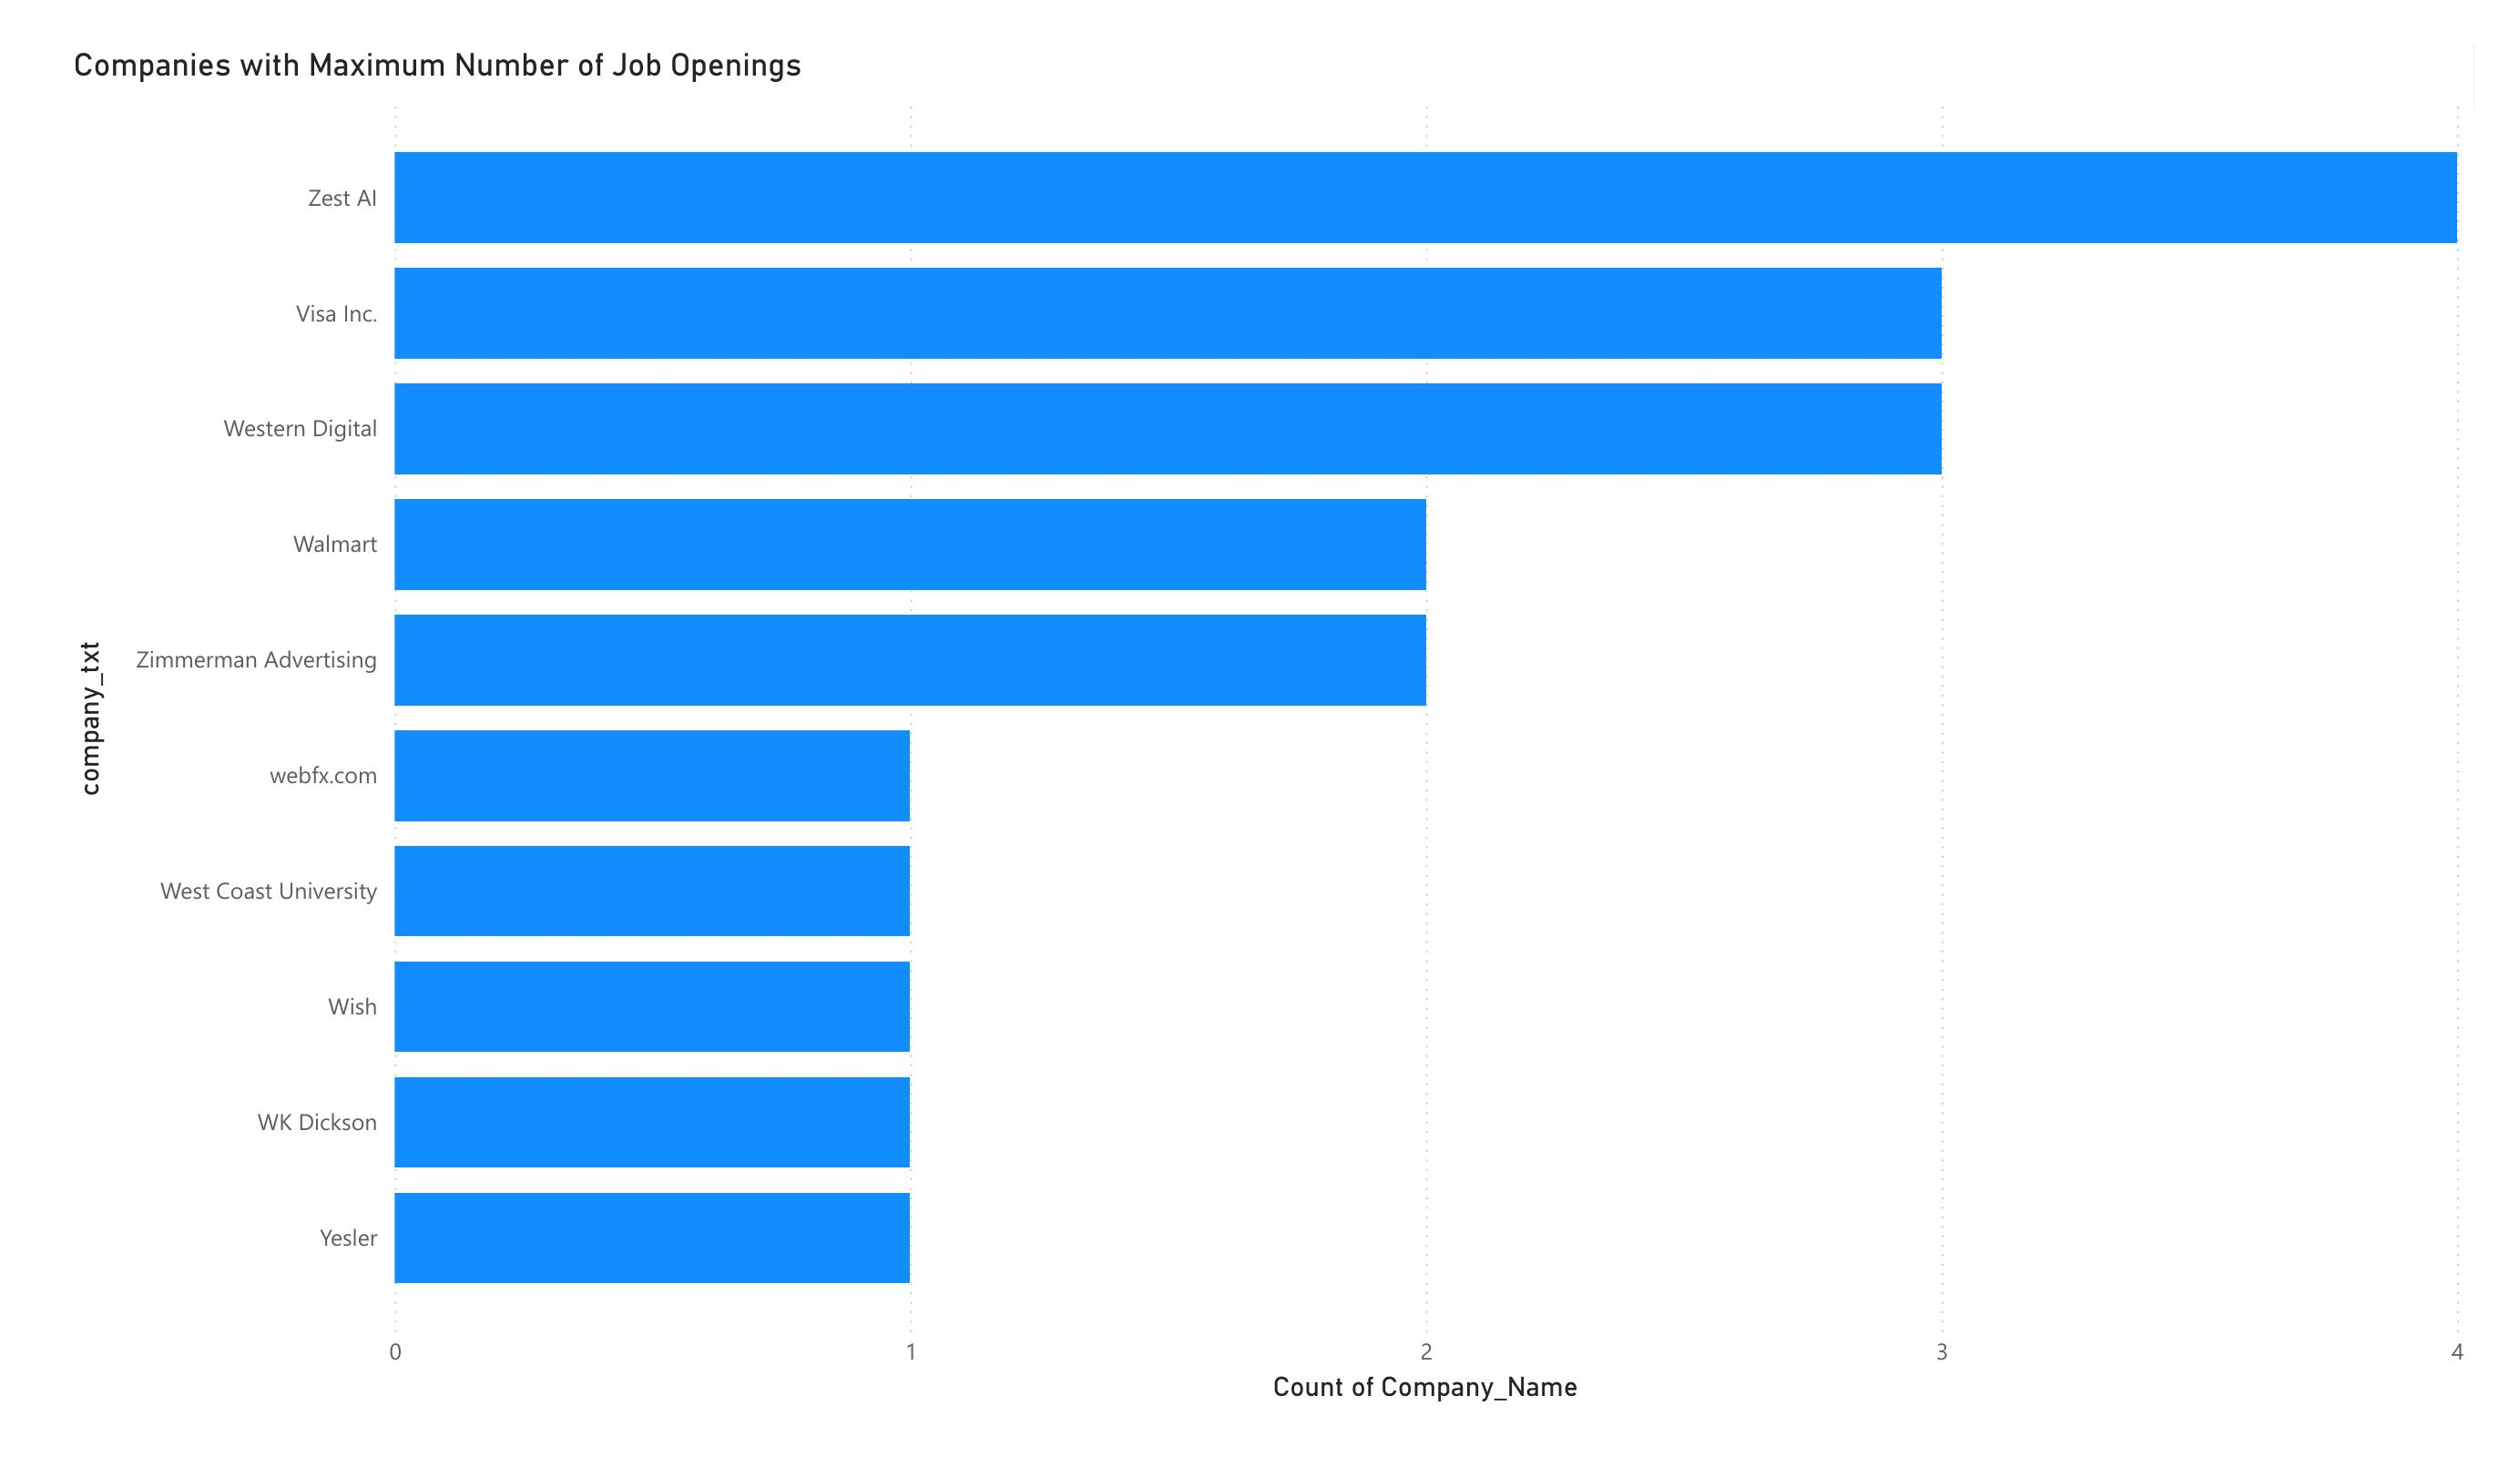 Companies with Maximum Number of Job Openings
company_txt
Zest AI
Visa Inc.
Western Digital
Walmart
Zimmerman Advertising
webfx.com
West Coast University
Wish
WK Dickson
Yesler
0 1 2 3 4
Count of Company_Name